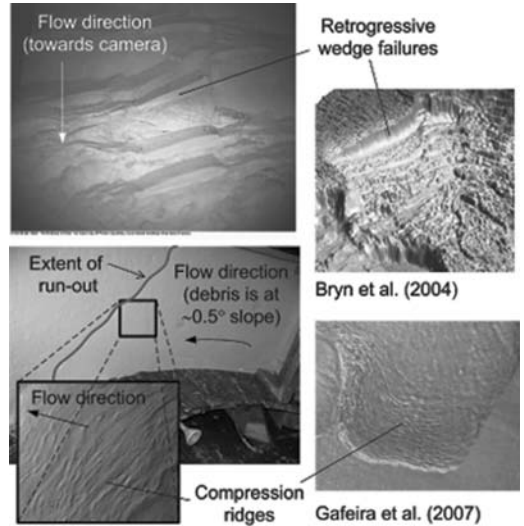 Flow direction
(towards camera)
Retrogressive
wedge failures
Bryn et al. (2004)
Extent of
run-out
Flow direction
(debris is at
~0.5° slope)
Flow direction
Compression
ridges
Gafeira et al. (2007)